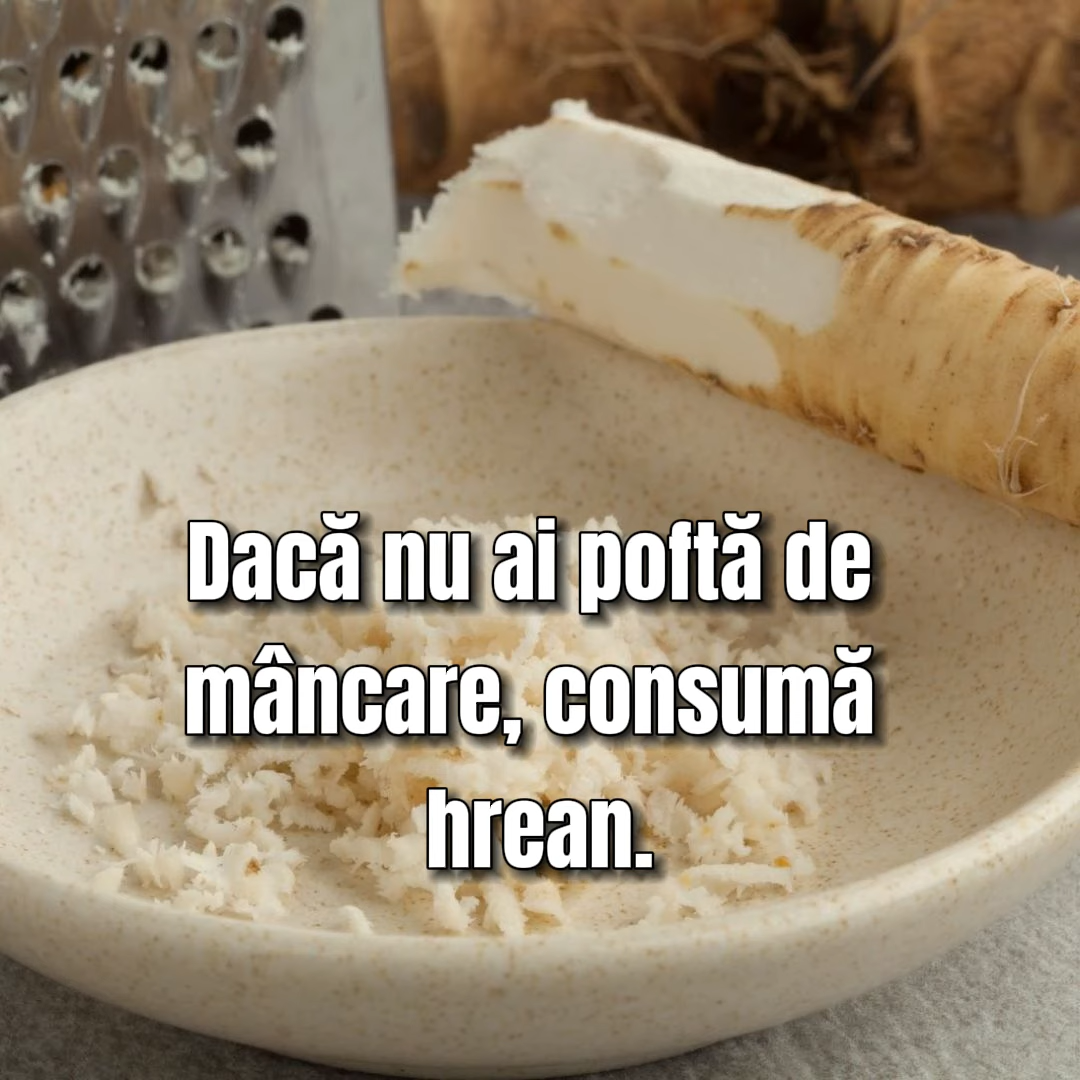 Dacă nu ai poftă de
mâncare, consumă
hrean.